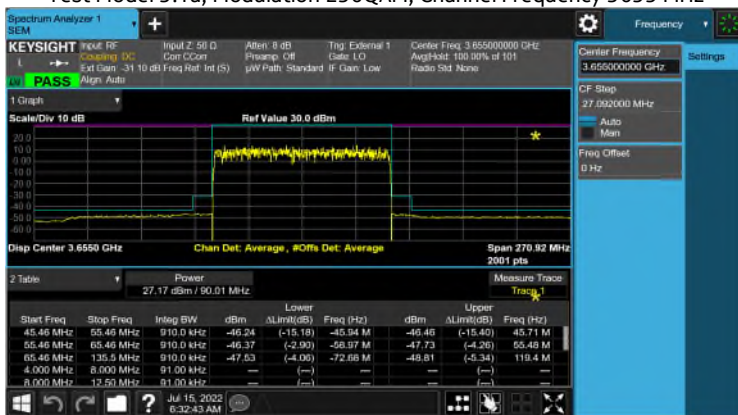 Test Model 3.1a, Modulation 256QAM, Channel Frequency 3655 MHz
Spectrum Analyzer 1
SEM
Frequency
KEYSIGHT Input: RF Input Z: 50 Ω Atten: 8 dB Trig: External 1 Center Freq: 3.655000000 GHz
Coupling: DC Corr CCorr Preamp: Off Gate: LO Avg|Hold: 100.00% of 101
Ext Gain: -31.10 dB Freq Ref: Int (S) µW Path: Standard IF Gain: Low Radio Std: None
PASS Align: Auto
Center Frequency
3.655000000 GHz
Settings
CF Step
27.092000 MHz
Auto
Man
Freq Offset
0 Hz
1 Graph
Scale/Div 10 dB Ref Value 30.0 dBm
20.0
10.0
0.00
-10.0
-20.0
-30.0
-40.0
-50.0
-60.0
Disp Center 3.6550 GHz Chan Det: Average, #Offs Det: Average Span 270.92 MHz
2001 pts
2 Table Power Measure Trace
27.17 dBm / 90.01 MHz Trace 1
Lower Upper
Start Freq Stop Freq Integ BW dBm ΔLimit(dB) Freq (Hz) dBm ΔLimit(dB) Freq (Hz)
45.46 MHz 55.46 MHz 910.0 kHz -46.24 (-15.18) -45.94 M -46.46 (-15.40) 45.71 M
55.46 MHz 65.46 MHz 910.0 kHz -46.37 (-2.90) -58.97 M -47.73 (-4.26) 55.48 M
65.46 MHz 135.5 MHz 910.0 kHz -47.53 (-4.06) -72.68 M -48.81 (-5.34) 119.4 M
4.000 MHz 8.000 MHz 91.00 kHz — (—) — (—)
8.000 MHz 12.50 MHz 91.00 kHz — (—) — (—)
Jul 15, 2022
6:32:43 AM